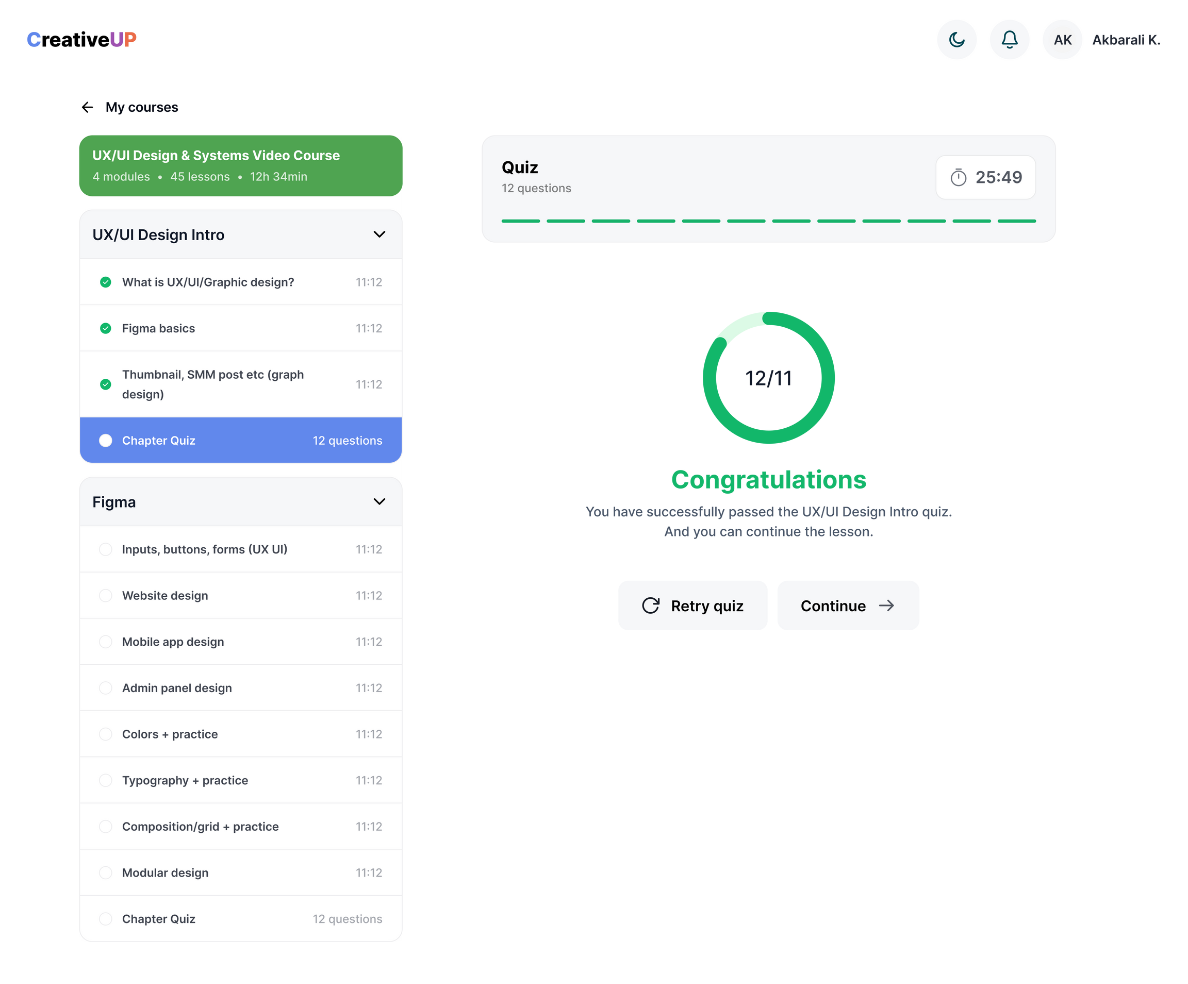 CreativeUP
AK
Akbarali K.
My courses
UX/UI Design & Systems Video Course
4 modules • 45 lessons • 12h 34min
UX/UI Design Intro
What is UX/UI/Graphic design? 11:12
Figma basics 11:12
Thumbnail, SMM post etc (graph
design) 11:12
Chapter Quiz 12 questions
Figma
Inputs, buttons, forms (UX UI) 11:12
Website design 11:12
Mobile app design 11:12
Admin panel design 11:12
Colors + practice 11:12
Typography + practice 11:12
Composition/grid + practice 11:12
Modular design 11:12
Chapter Quiz 12 questions
Quiz
12 questions
25:49
12/11
Congratulations
You have successfully passed the UX/UI Design Intro quiz.
And you can continue the lesson.
Retry quiz
Continue